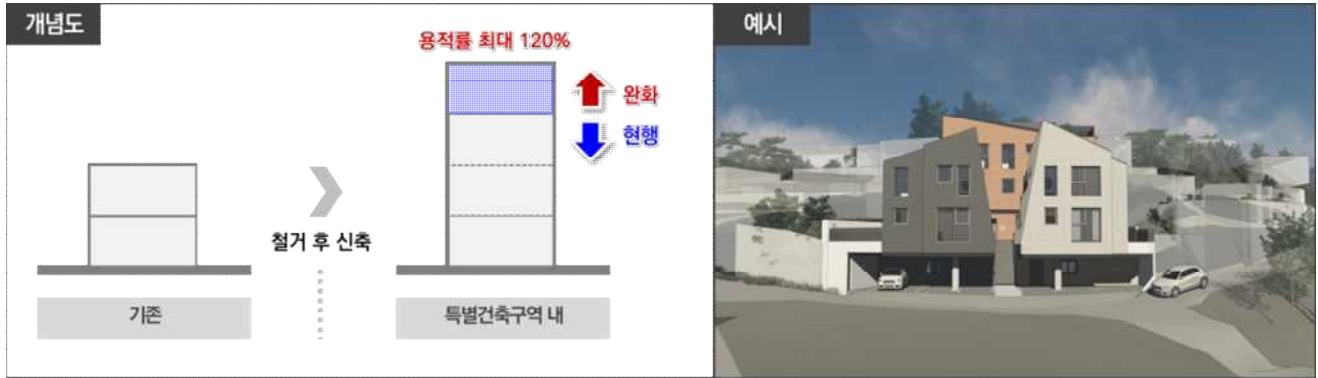 개념도
용적률 최대 120%
완화
현행
철거 후 신축
기존
특별건축구역 내
예시